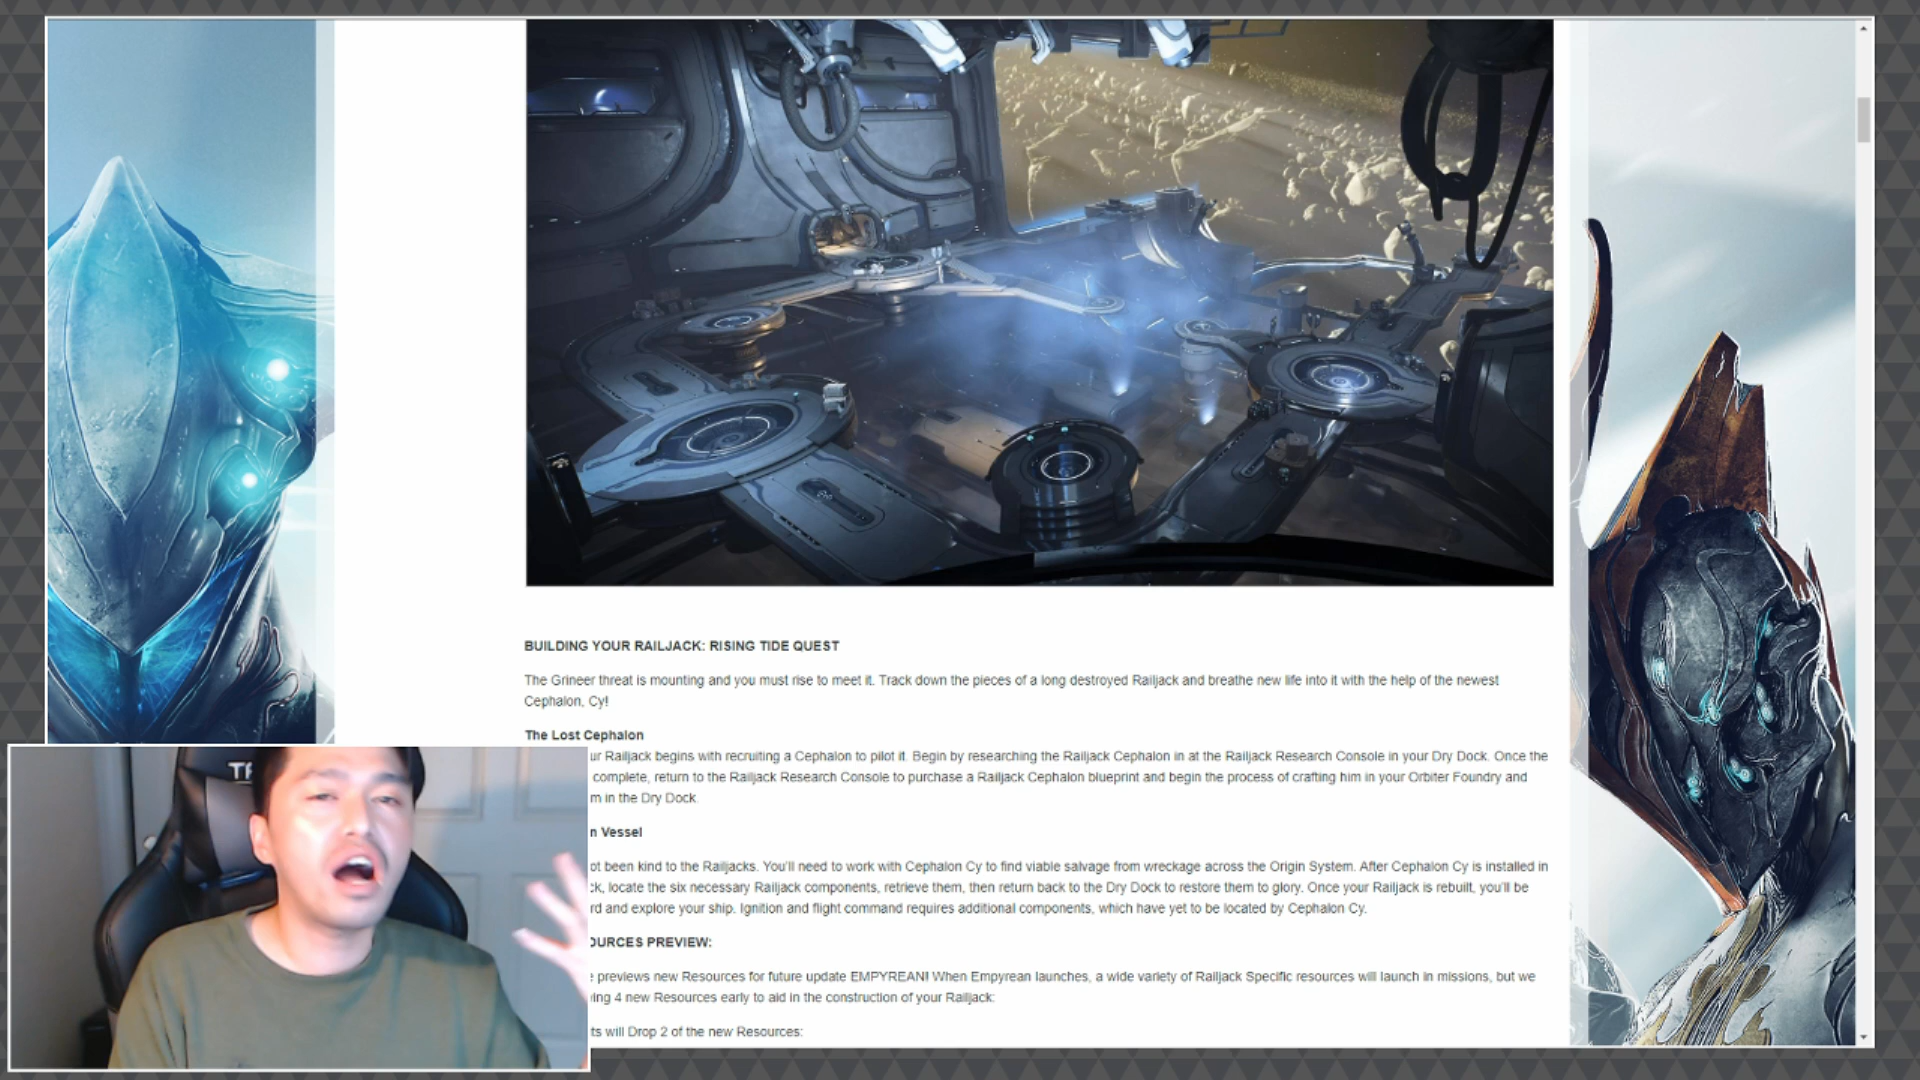 BUILDING YOUR RAILJACK: RISING TIDE QUEST
The Grineer threat is mounting and you must rise to meet it. Track down the pieces of a long destroyed Railjack and breathe new life into it with the help of the newest
Cephalon, Cy!
The Lost Cephalon
ur Railjack begins with recruiting a Cephalon to pilot it. Begin by researching the Railjack Cephalon in at the Railjack Research Console in your Dry Dock. Once the
complete, return to the Railjack Research Console to purchase a Railjack Cephalon blueprint and begin the process of crafting him in your Orbiter Foundry and
m in the Dry Dock.
n Vessel
ot been kind to the Railjacks. You'll need to work with Cephalon Cy to find viable salvage from wreckage across the Origin System. After Cephalon Cy is installed in
ck, locate the six necessary Railjack components, retrieve them, then return back to the Dry Dock to restore them to glory. Once your Railjack is rebuilt, you'll be
rd and explore your ship. Ignition and flight command requires additional components, which have yet to be located by Cephalon Cy.
OURCES PREVIEW:
e previews new Resources for future update EMPYREAN! When Empyrean launches, a wide variety of Railjack Specific resources will launch in missions, but we
ing 4 new Resources early to aid in the construction of your Railjack:
ts will Drop 2 of the new Resources: